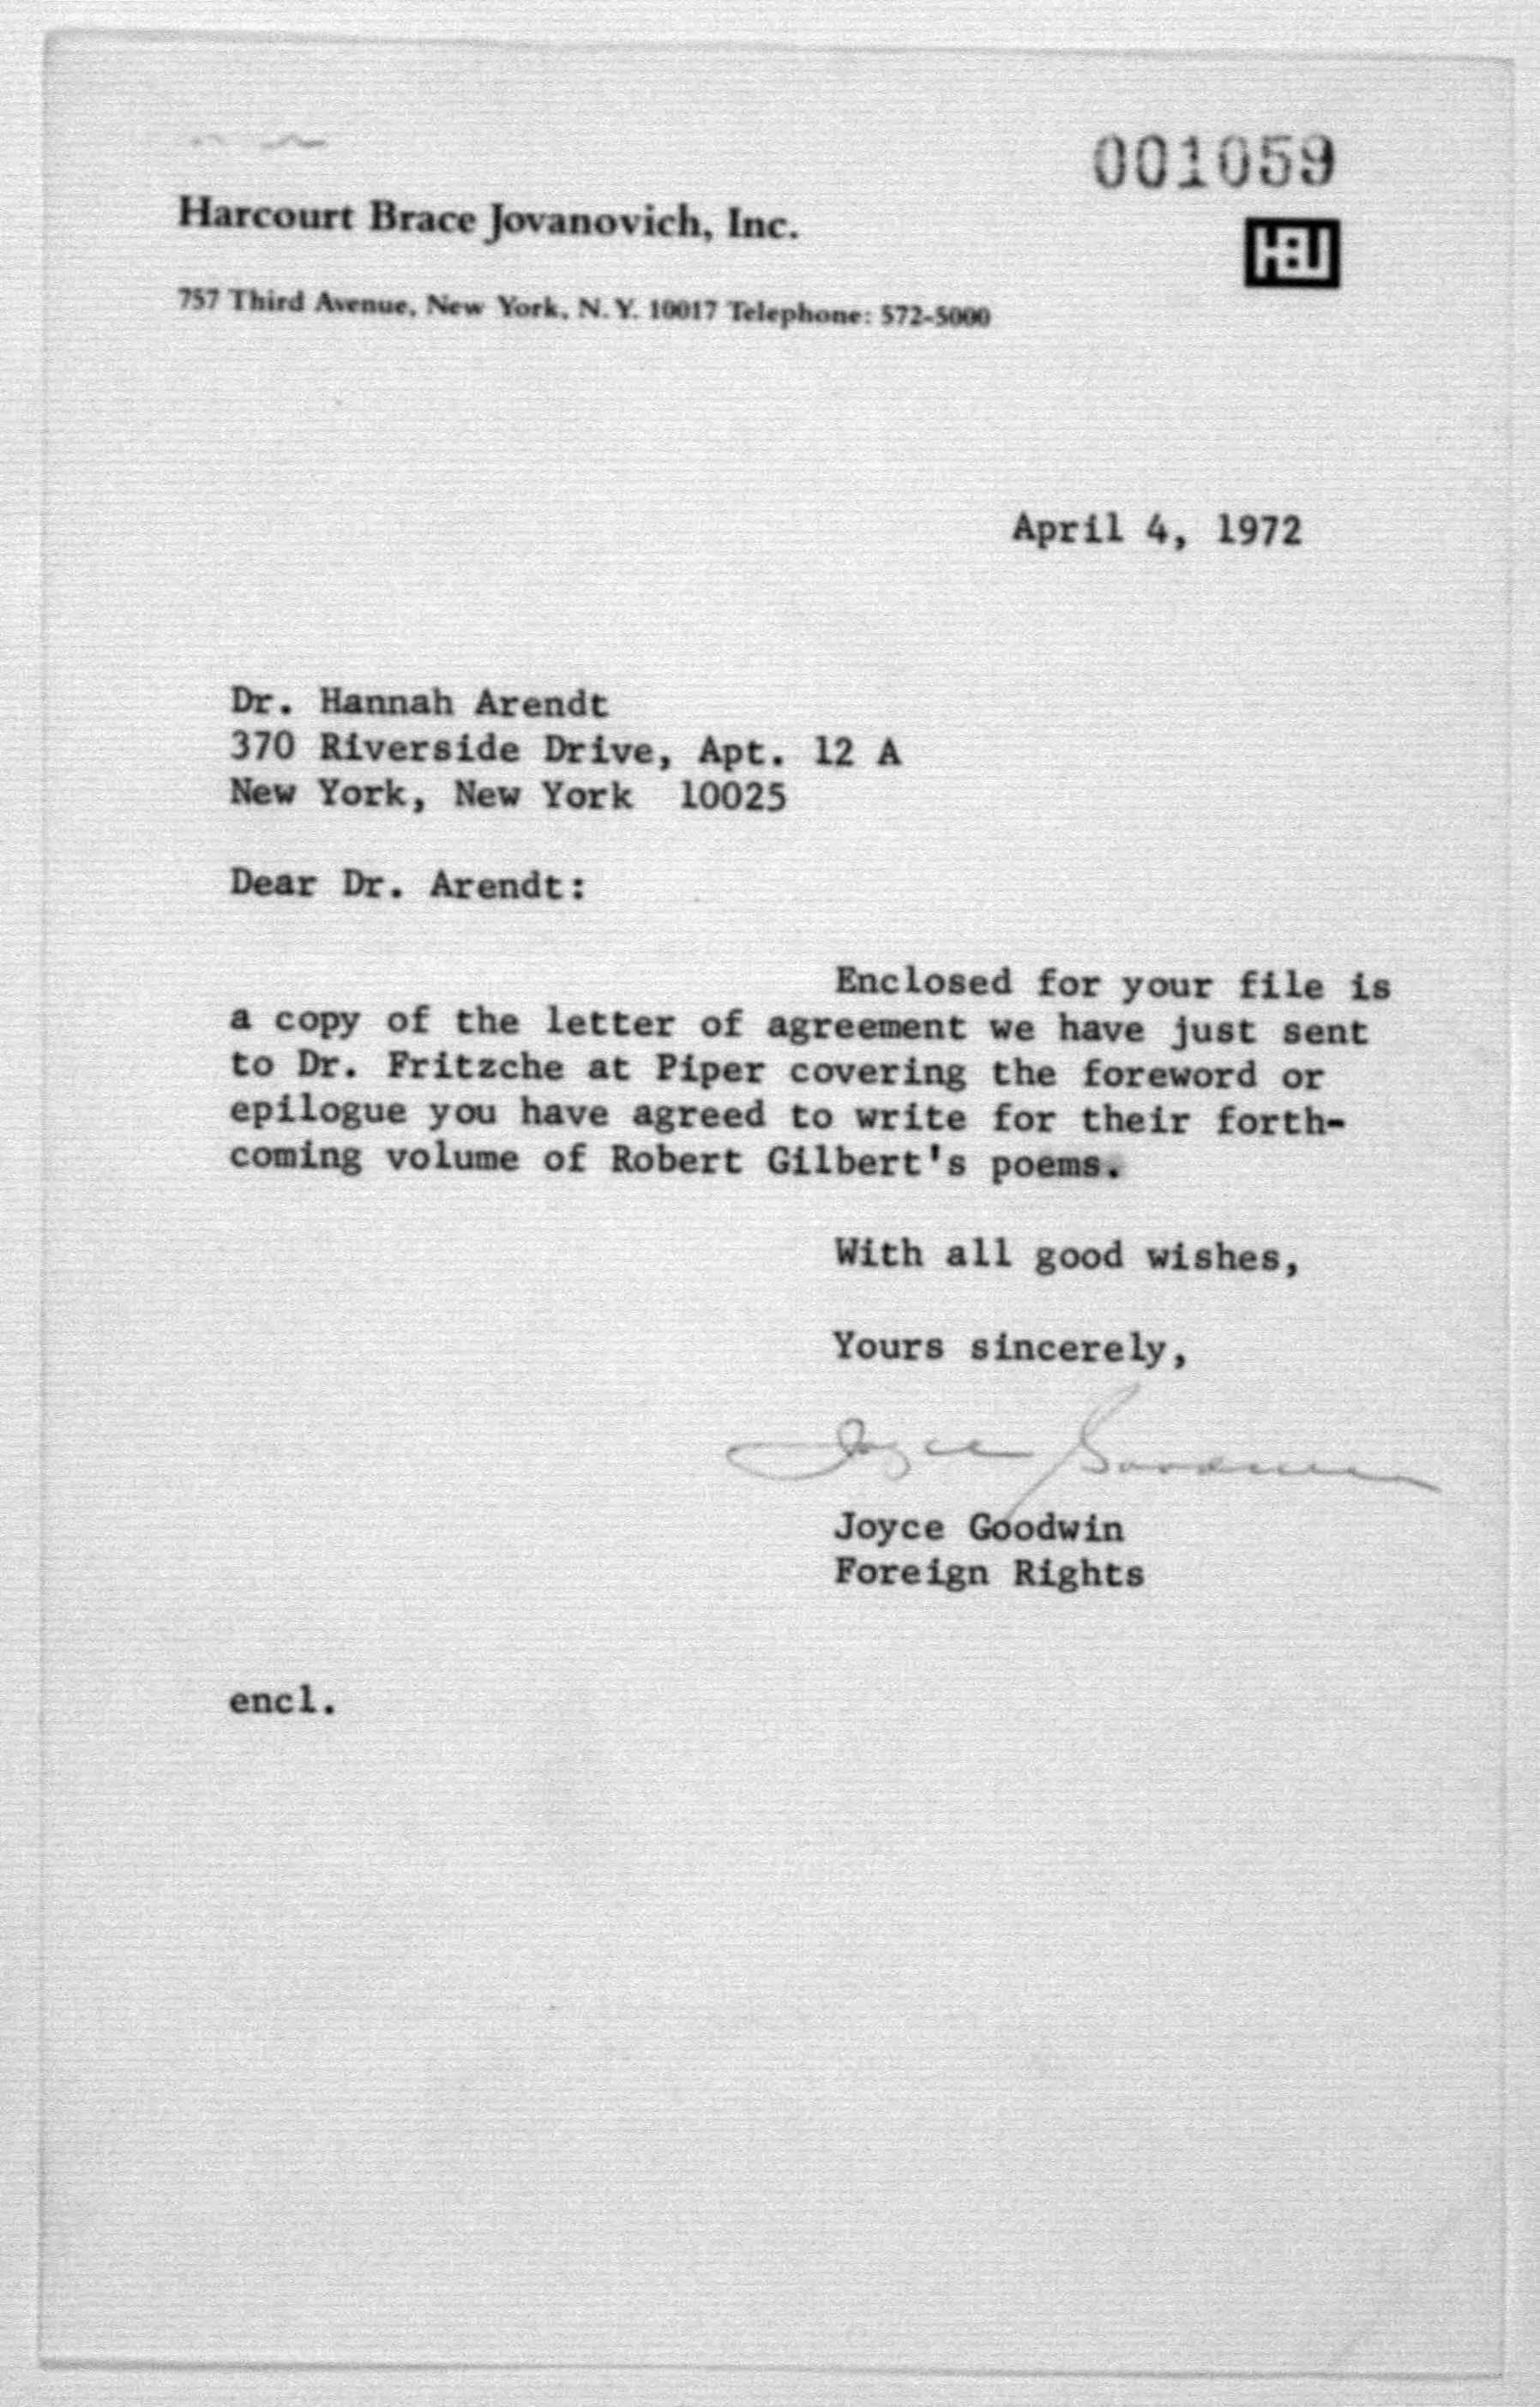 001059
Harcourt Brace Jovanovich, Inc.
HBJ
757 Third Avenue, New York, N.Y. 10017 Telephone: 572-5000
April 4, 1972
Dr. Hannah Arendt
370 Riverside Drive, Apt. 12 A
New York, New York 10025
Dear Dr. Arendt:
Enclosed for your file is
a copy of the letter of agreement we have just sent
to Dr. Fritzche at Piper covering the foreword or
epilogue you have agreed to write for their forth-
coming volume of Robert Gilbert's poems.
With all good wishes,
Yours sincerely,
Joyce Goodwin
Joyce Goodwin
Foreign Rights
encl.